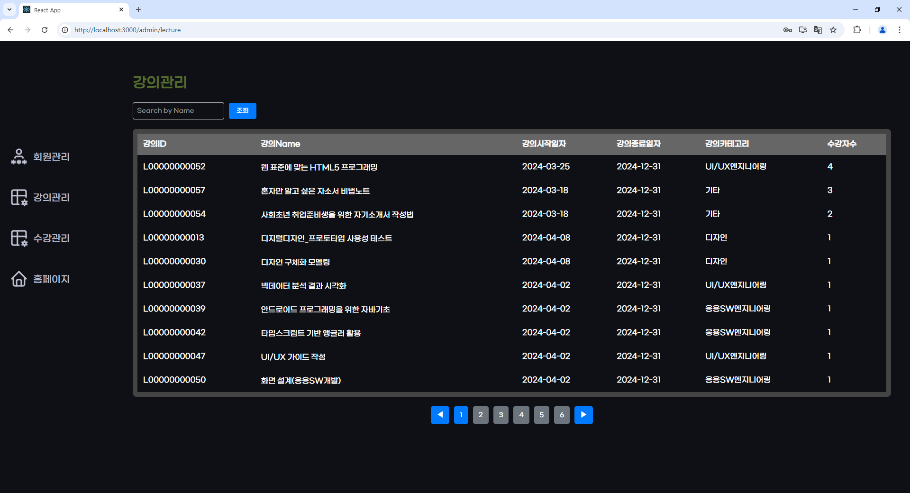 React App
http://localhost:3000/admin/lecture
회원관리
강의관리
수강관리
홈페이지
강의관리
Search by Name 조회
강의ID 강의Name 강의시작일자 강의종료일자 강의카테고리 수강자수
L00000000052 웹 표준에 맞는 HTML5 프로그래밍 2024-03-25 2024-12-31 UI/UX엔지니어링 4
L00000000057 혼자만 알고 싶은 자소서 비법노트 2024-03-18 2024-12-31 기타 3
L00000000054 사회초년 취업준비생을 위한 자기소개서 작성법 2024-03-18 2024-12-31 기타 2
L00000000013 디지털디자인_프로토타입 사용성 테스트 2024-04-08 2024-12-31 디자인 1
L00000000030 디자인 구체화 모델링 2024-04-08 2024-12-31 디자인 1
L00000000037 빅데이터 분석 결과 시각화 2024-04-02 2024-12-31 UI/UX엔지니어링 1
L00000000039 안드로이드 프로그래밍을 위한 자바기초 2024-04-02 2024-12-31 응용SW엔지니어링 1
L00000000042 타입스크립트 기반 앵귤러 활용 2024-04-02 2024-12-31 응용SW엔지니어링 1
L00000000047 UI/UX 가이드 작성 2024-04-02 2024-12-31 UI/UX엔지니어링 1
L00000000050 화면 설계(응용SW개발) 2024-04-02 2024-12-31 응용SW엔지니어링 1
◀ 1 2 3 4 5 6 ▶